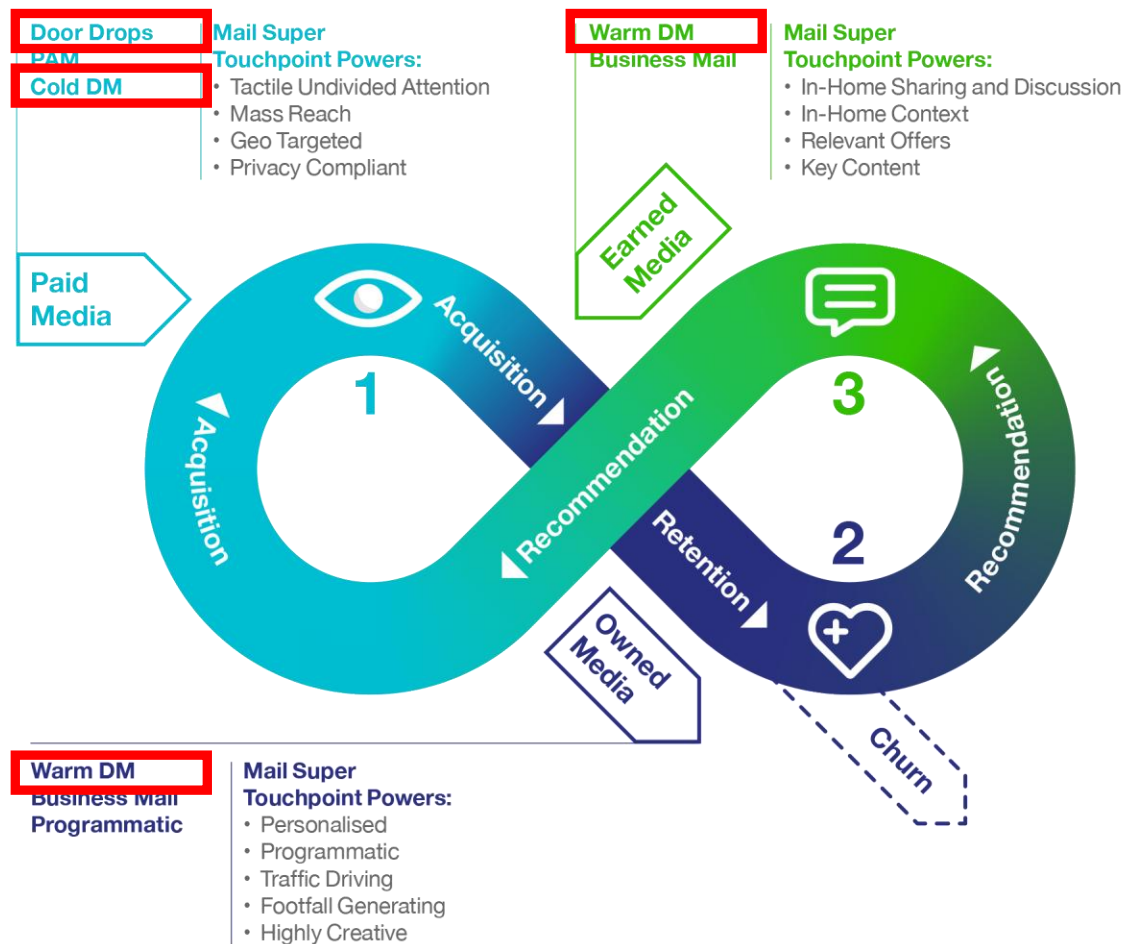 Door Drops
PAM
Cold DM
Mail Super
Touchpoint Powers:
• Tactile Undivided Attention
• Mass Reach
• Geo Targeted
• Privacy Compliant
Warm DM
Business Mail
Mail Super
Touchpoint Powers:
• In-Home Sharing and Discussion
• In-Home Context
• Relevant Offers
• Key Content
Paid
Media
Earned
Media
Acquisition
1
Acquisition
3
Recommendation
Recommendation
2
Retention
Owned
Media
Churn
Warm DM
Business Mail
Programmatic
Mail Super
Touchpoint Powers:
• Personalised
• Programmatic
• Traffic Driving
• Footfall Generating
• Highly Creative